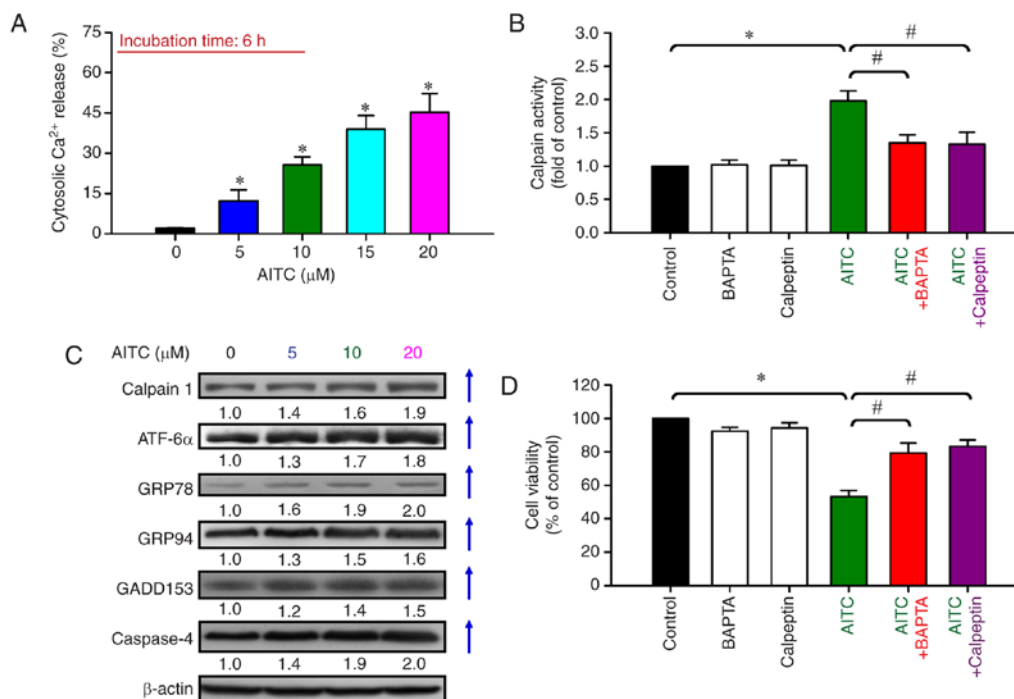 A
Cytosolic Ca²⁺ release (%)
75
60
45
30
15
0
Incubation time: 6 h
* * * *
0 5 10 15 20
AITC (μM)
B
Calpain activity
(fold of control)
3.0
2.5
2.0
1.5
1.0
0.5
0.0
* # #
Control
BAPTA
Calpeptin
AITC
AITC
+BAPTA
AITC
+Calpeptin
C
AITC (μM) 0 5 10 20
Calpain 1
1.0 1.4 1.6 1.9
ATF-6α
1.0 1.3 1.7 1.8
GRP78
1.0 1.6 1.9 2.0
GRP94
1.0 1.3 1.5 1.6
GADD153
1.0 1.2 1.4 1.5
Caspase-4
1.0 1.4 1.9 2.0
β-actin
D
Cell viability
(% of control)
120
100
80
60
40
20
0
* # #
Control
BAPTA
Calpeptin
AITC
AITC
+BAPTA
AITC
+Calpeptin